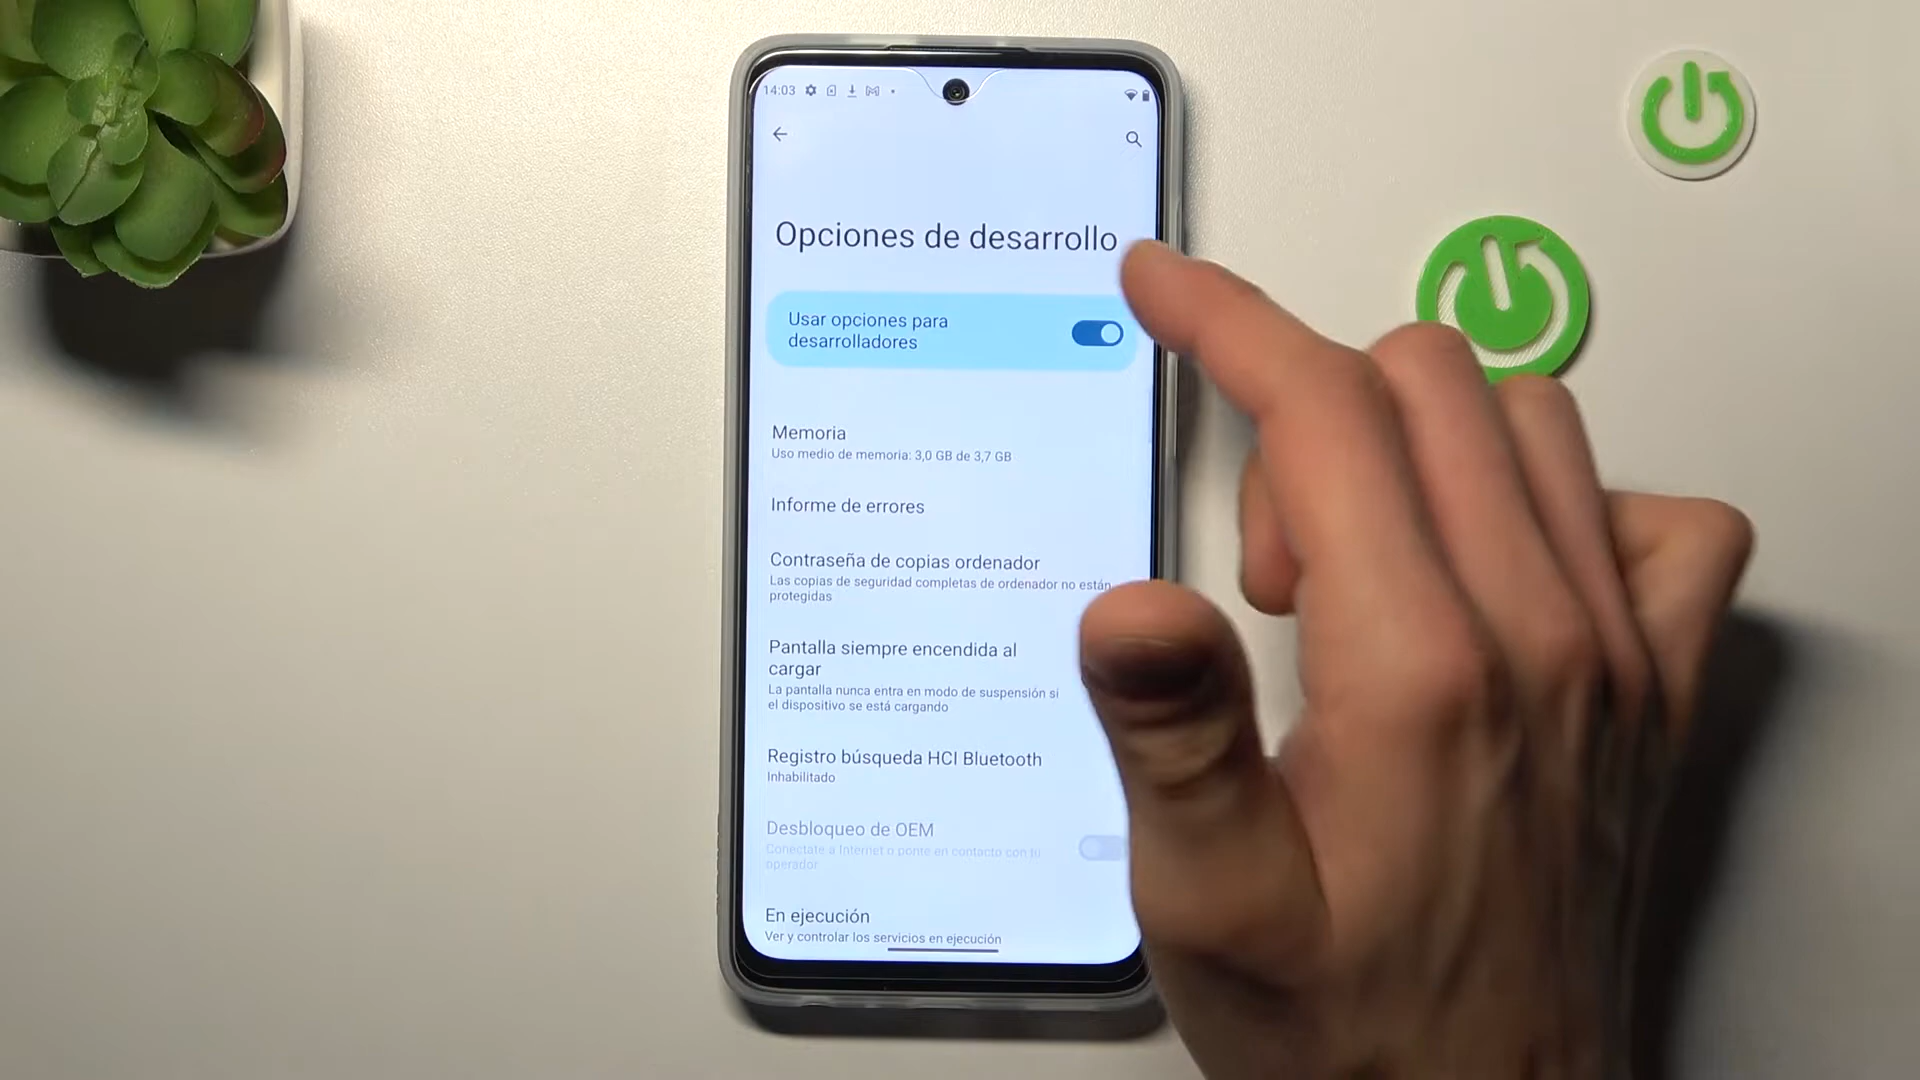 14:03
Opciones de desarrollo
Usar opciones para
desarrolladores
Memoria
Uso medio de memoria: 3,0 GB de 3,7 GB
Informe de errores
Contraseña de copias ordenador
Las copias de seguridad completas de ordenador no están
protegidas
Pantalla siempre encendida al
cargar
La pantalla nunca entra en modo de suspensión si
el dispositivo se está cargando
Registro búsqueda HCI Bluetooth
Inhabilitado
Desbloqueo de OEM
Conéctate a Internet o ponte en contacto con tu
operador
En ejecución
Ver y controlar los servicios en ejecución